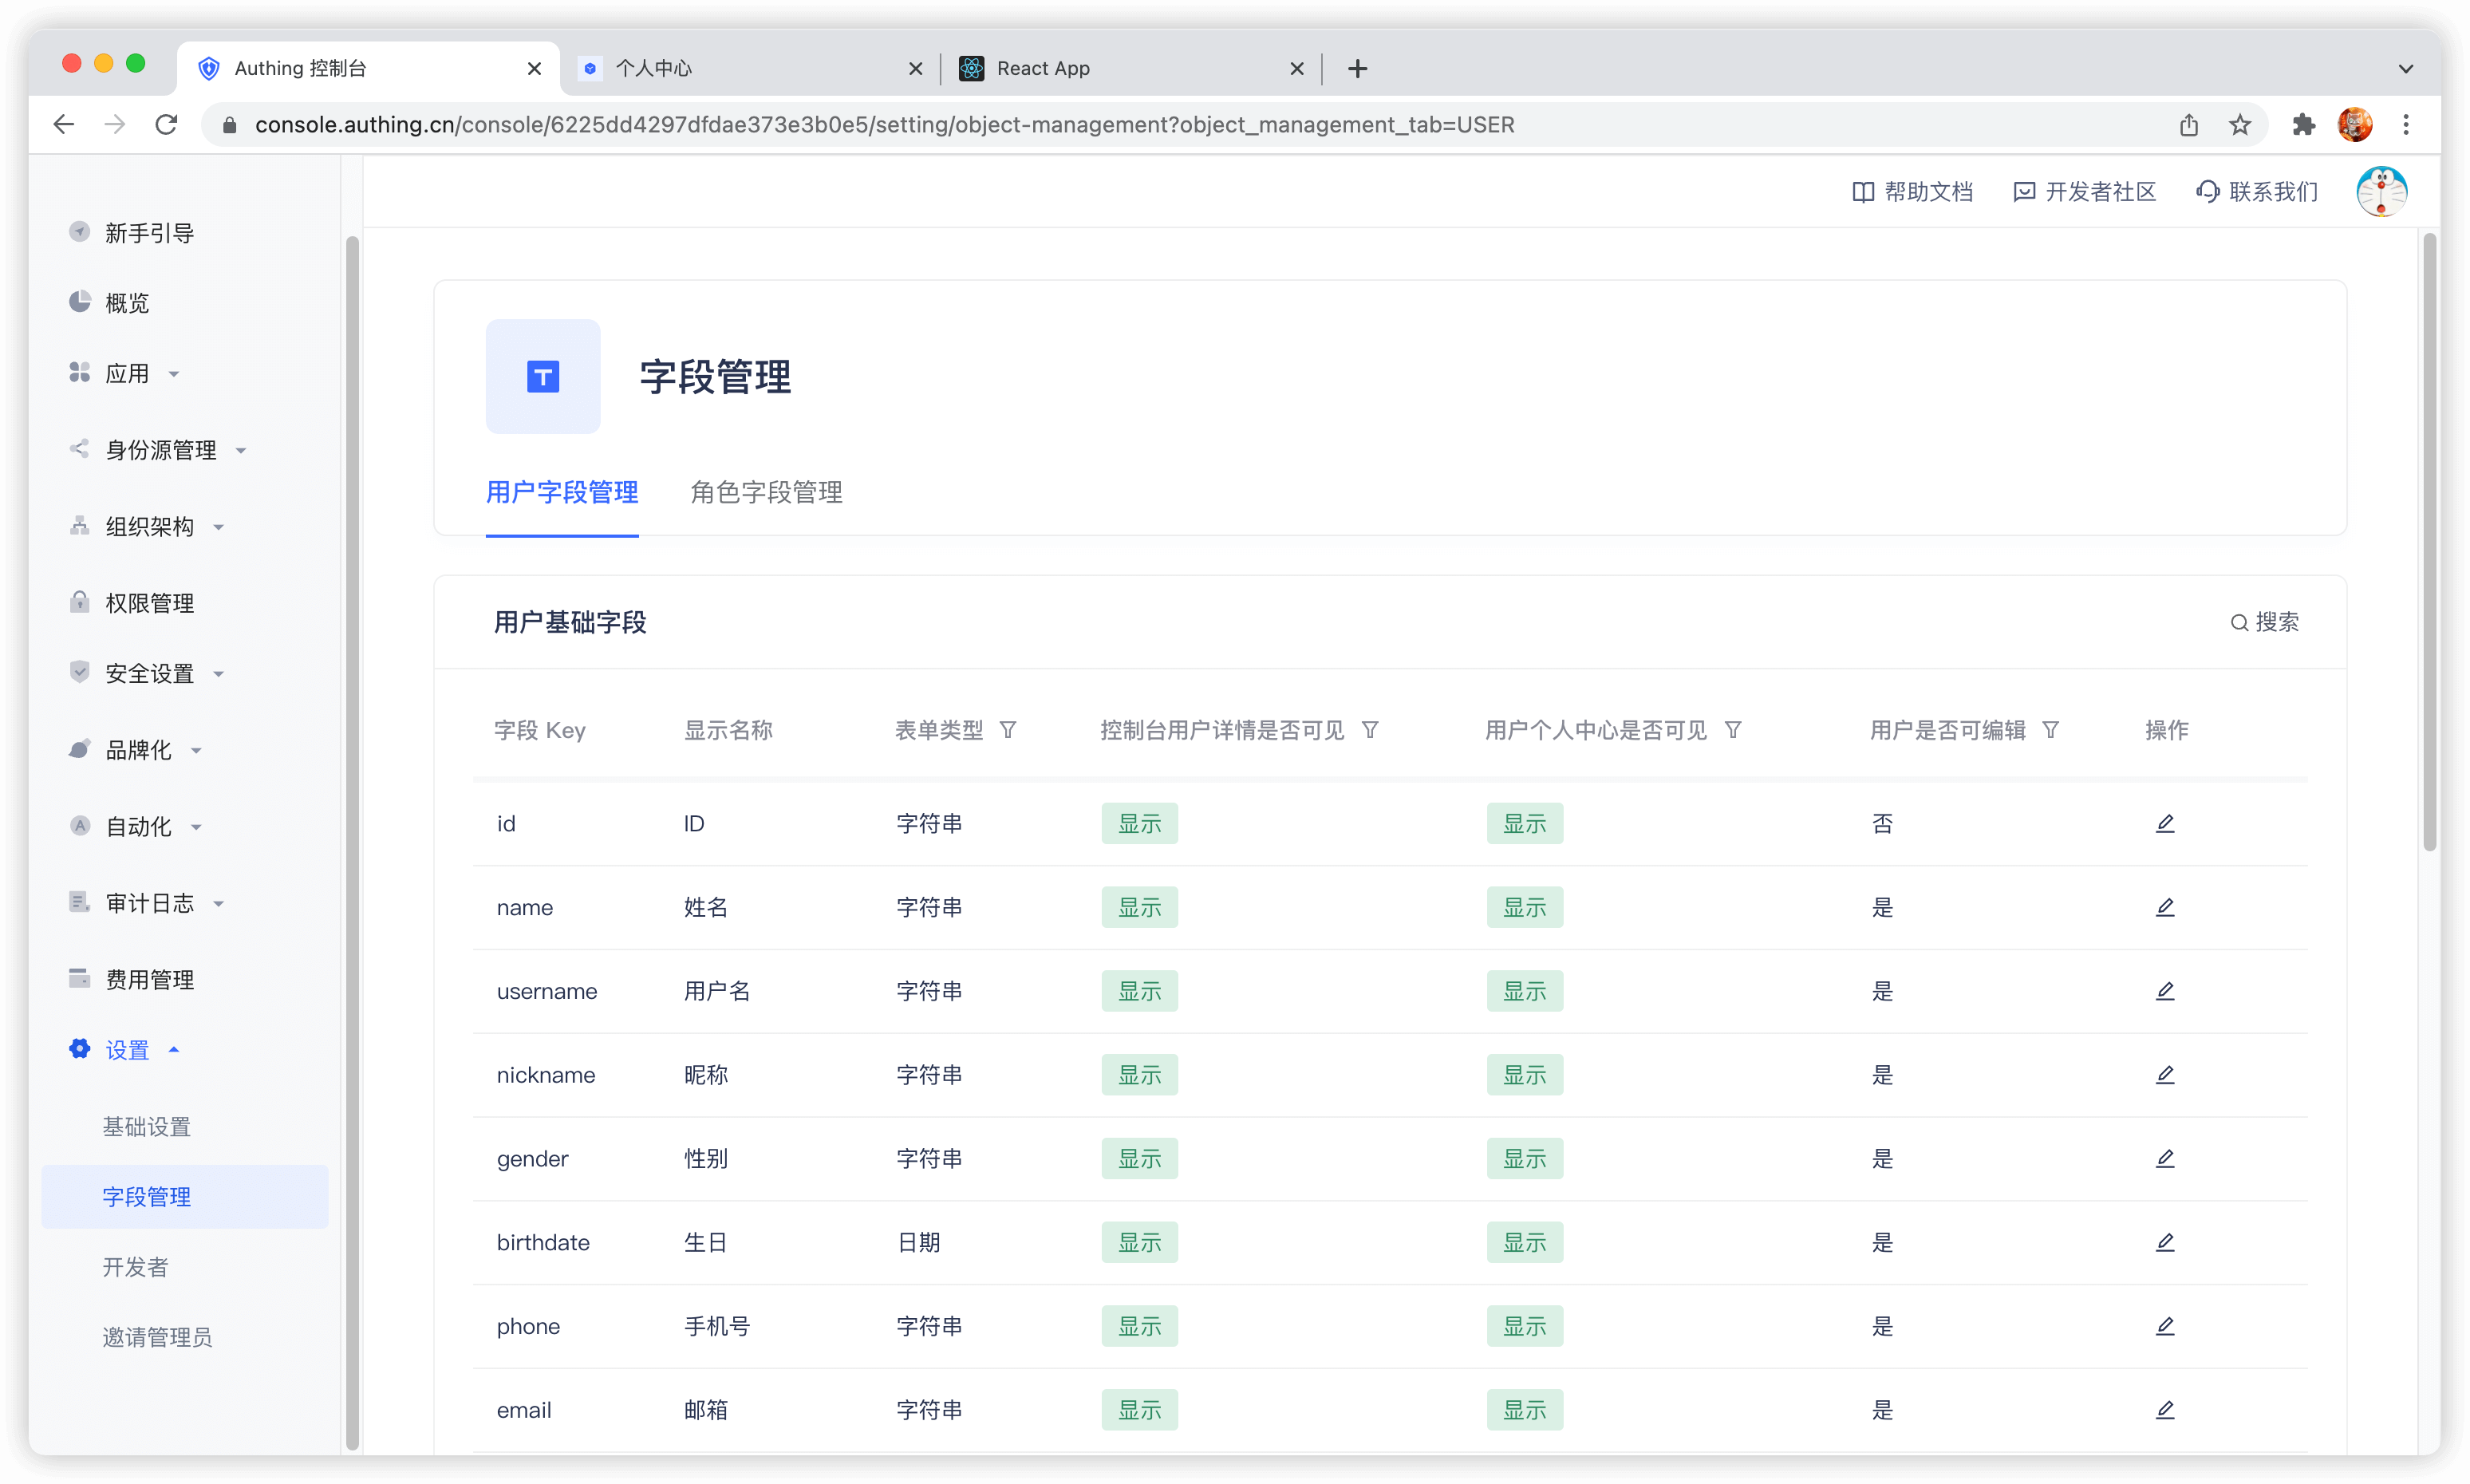 Authing 控制台
个人中心
React App
console.authing.cn/console/6225dd4297dfdae373e3b0e5/setting/object-management?object_management_tab=USER
帮助文档 开发者社区 联系我们
新手引导
概览
应用
身份源管理
组织架构
权限管理
安全设置
品牌化
自动化
审计日志
费用管理
设置
基础设置
字段管理
开发者
邀请管理员
T
字段管理
用户字段管理 角色字段管理
用户基础字段 搜索
字段 Key 显示名称 表单类型 控制台用户详情是否可见 用户个人中心是否可见 用户是否可编辑 操作
id ID 字符串 显示 显示 否
name 姓名 字符串 显示 显示 是
username 用户名 字符串 显示 显示 是
nickname 昵称 字符串 显示 显示 是
gender 性别 字符串 显示 显示 是
birthdate 生日 日期 显示 显示 是
phone 手机号 字符串 显示 显示 是
email 邮箱 字符串 显示 显示 是